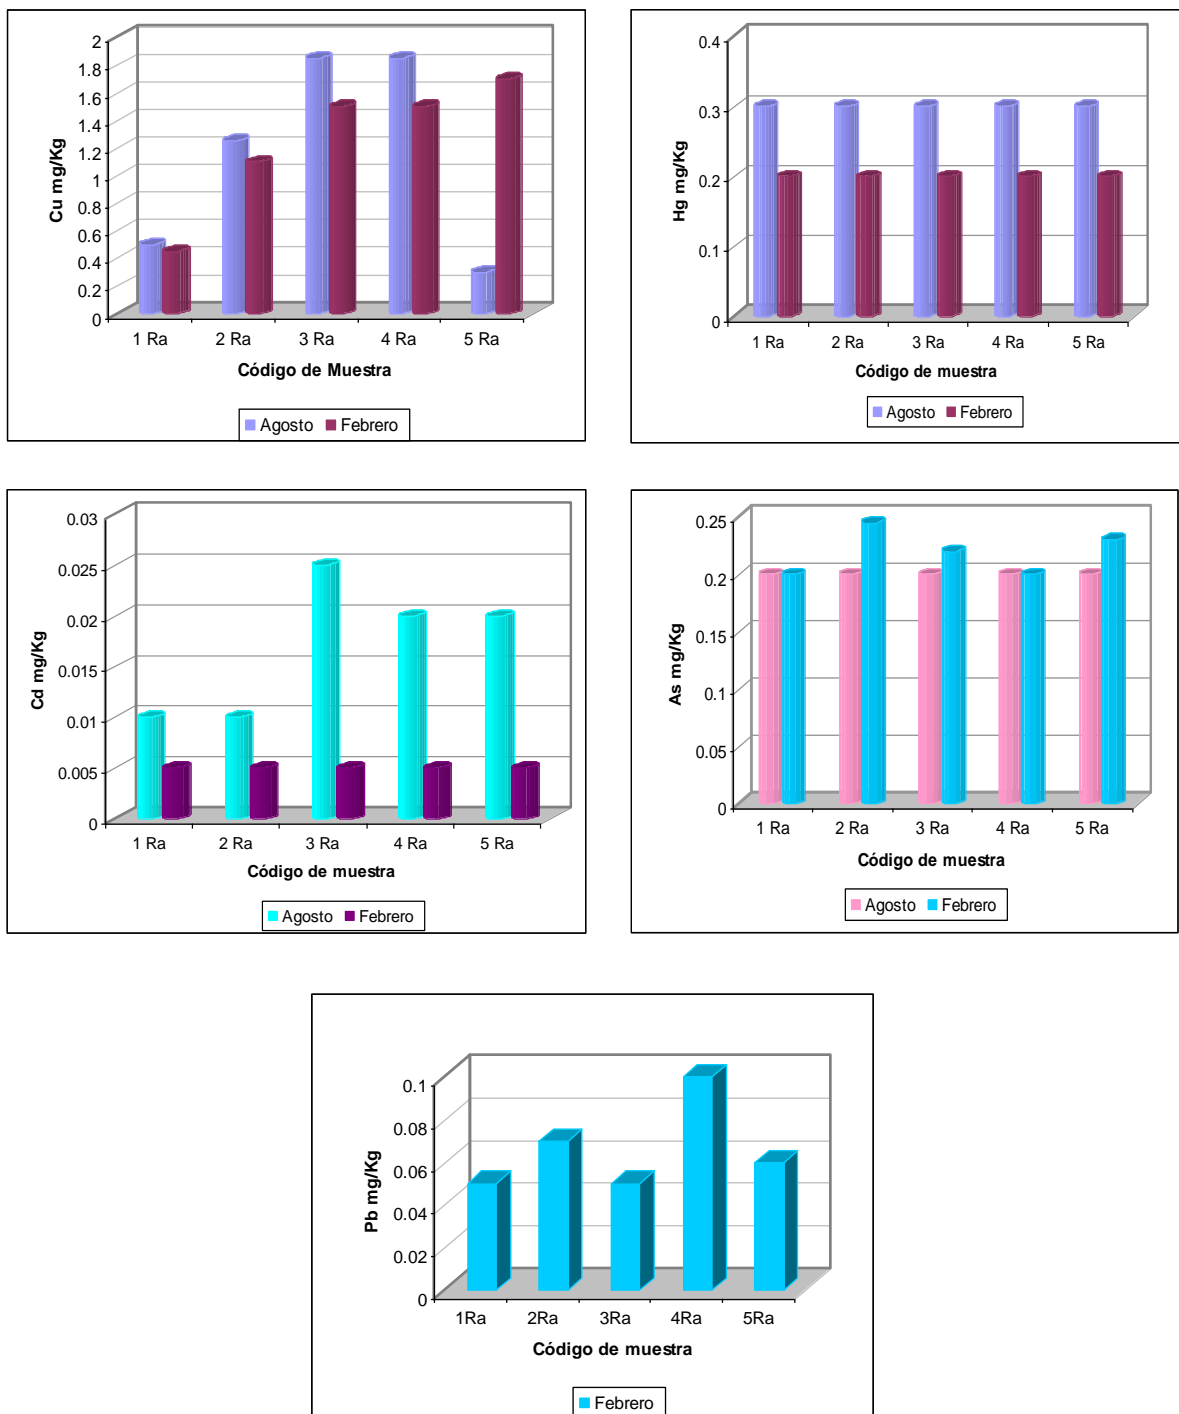 Cu mg/Kg
2
1.8
1.6
1.4
1.2
1
0.8
0.6
0.4
0.2
0
1 Ra 2 Ra 3 Ra 4 Ra 5 Ra
Código de Muestra
Agosto Febrero
Hg mg/Kg
0.4
0.3
0.2
0.1
0
1 Ra 2 Ra 3 Ra 4 Ra 5 Ra
Código de muestra
Agosto Febrero
Cd mg/Kg
0.03
0.025
0.02
0.015
0.01
0.005
0
1 Ra 2 Ra 3 Ra 4 Ra 5 Ra
Código de muestra
Agosto Febrero
As mg/Kg
0.25
0.2
0.15
0.1
0.05
0
1 Ra 2 Ra 3 Ra 4 Ra 5 Ra
Código de muestra
Agosto Febrero
Pb mg/Kg
0.1
0.08
0.06
0.04
0.02
0
1Ra 2Ra 3Ra 4Ra 5Ra
Código de muestra
Febrero